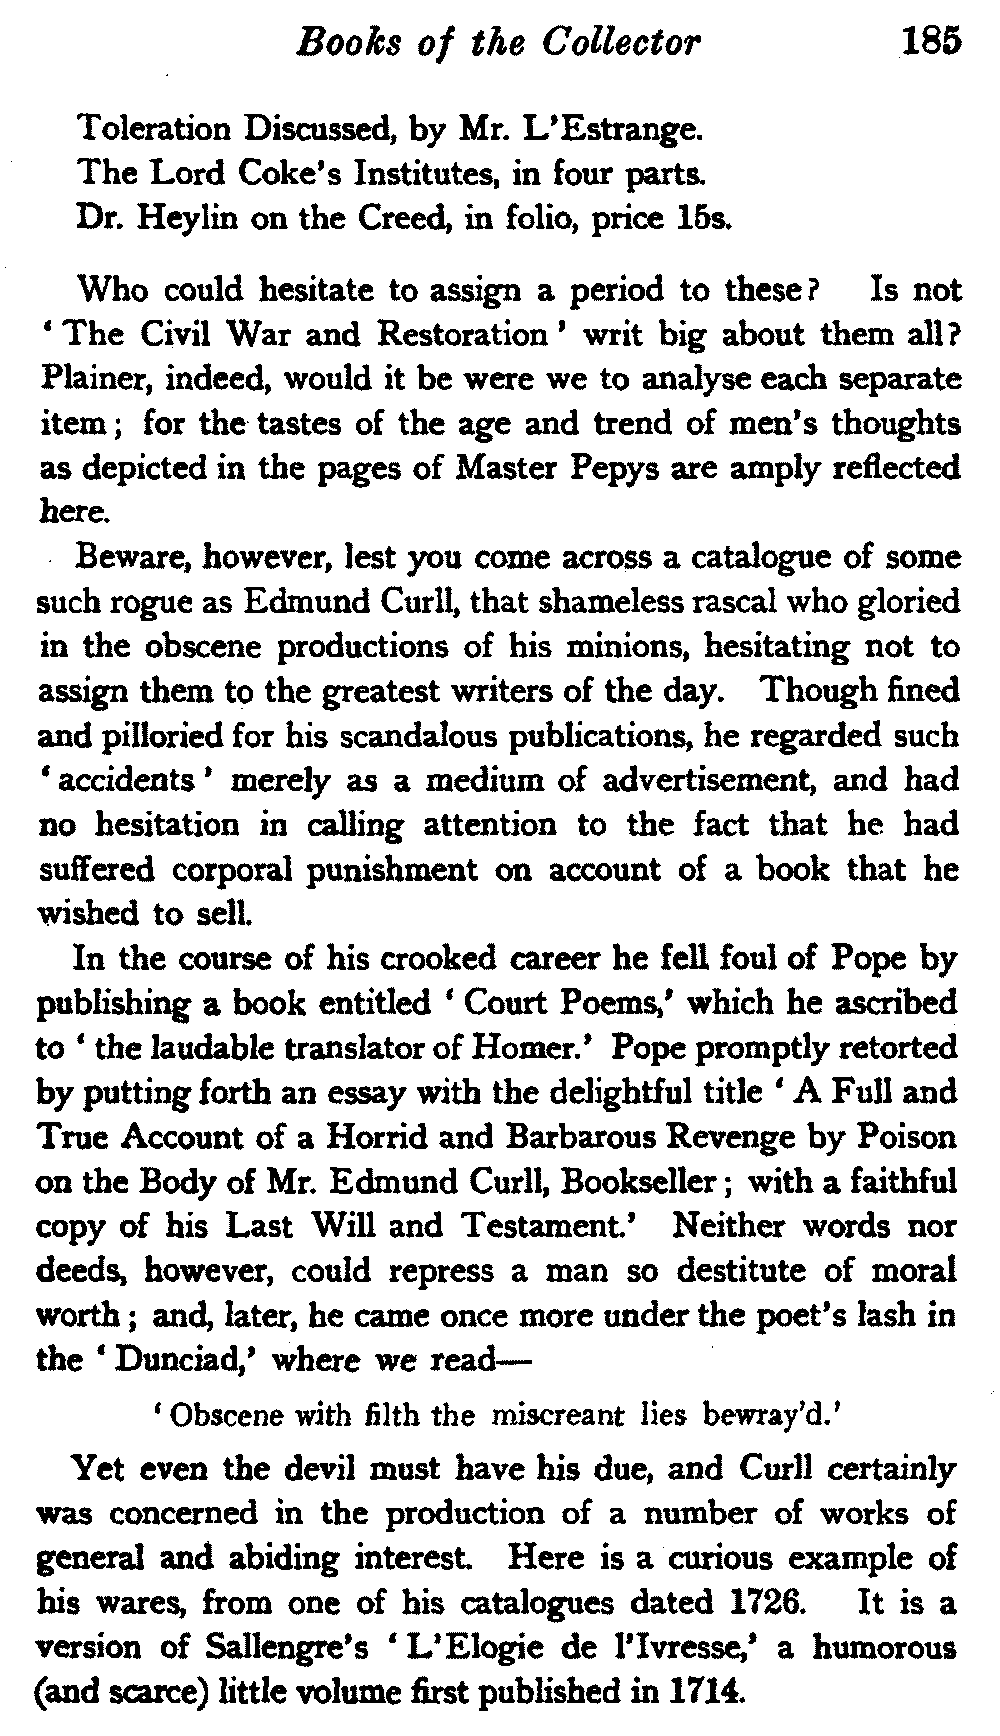 Books of the Collector 185
Toleration Discussed, by Mr. L'Estrange.
The Lord Coke's Institutes, in four parts.
Dr. Heylin on the Creed, in folio, price 15s.
Who could hesitate to assign a period to these? Is not
‘ The Civil War and Restoration ’ writ big about them all?
Plainer, indeed, would it be were we to analyse each separate
item ; for the tastes of the age and trend of men's thoughts
as depicted in the pages of Master Pepys are amply reflected
here.
Beware, however, lest you come across a catalogue of some
such rogue as Edmund Curll, that shameless rascal who gloried
in the obscene productions of his minions, hesitating not to
assign them to the greatest writers of the day. Though fined
and pilloried for his scandalous publications, he regarded such
‘ accidents ’ merely as a medium of advertisement, and had
no hesitation in calling attention to the fact that he had
suffered corporal punishment on account of a book that he
wished to sell.
In the course of his crooked career he fell foul of Pope by
publishing a book entitled ‘ Court Poems,’ which he ascribed
to ‘ the laudable translator of Homer.’ Pope promptly retorted
by putting forth an essay with the delightful title ‘ A Full and
True Account of a Horrid and Barbarous Revenge by Poison
on the Body of Mr. Edmund Curll, Bookseller ; with a faithful
copy of his Last Will and Testament.’ Neither words nor
deeds, however, could repress a man so destitute of moral
worth ; and, later, he came once more under the poet's lash in
the ‘ Dunciad,’ where we read—
‘ Obscene with filth the miscreant lies bewray'd.’
Yet even the devil must have his due, and Curll certainly
was concerned in the production of a number of works of
general and abiding interest. Here is a curious example of
his wares, from one of his catalogues dated 1726. It is a
version of Sallengre's ‘ L'Elogie de l'Ivresse,’ a humorous
(and scarce) little volume first published in 1714.